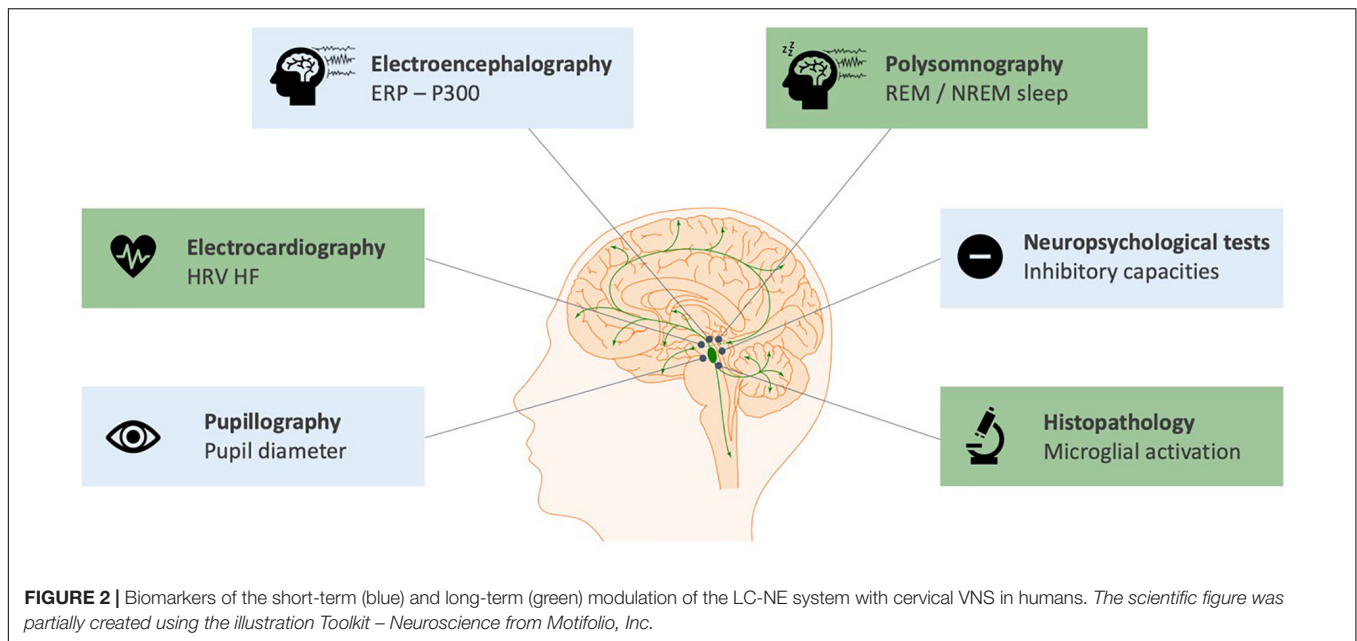 Electroencephalography
ERP – P300
z z
z
Polysomnography
REM / NREM sleep
Electrocardiography
HRV HF
Neuropsychological tests
Inhibitory capacities
Pupillography
Pupil diameter
Histopathology
Microglial activation
FIGURE 2 | Biomarkers of the short-term (blue) and long-term (green) modulation of the LC-NE system with cervical VNS in humans. The scientific figure was
partially created using the illustration Toolkit – Neuroscience from Motifolio, Inc.